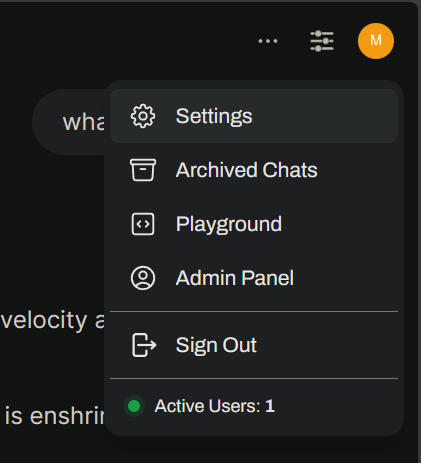 M
wha
Settings
Archived Chats
Playground
Admin Panel
velocity a
Sign Out
is enshrin
Active Users: 1